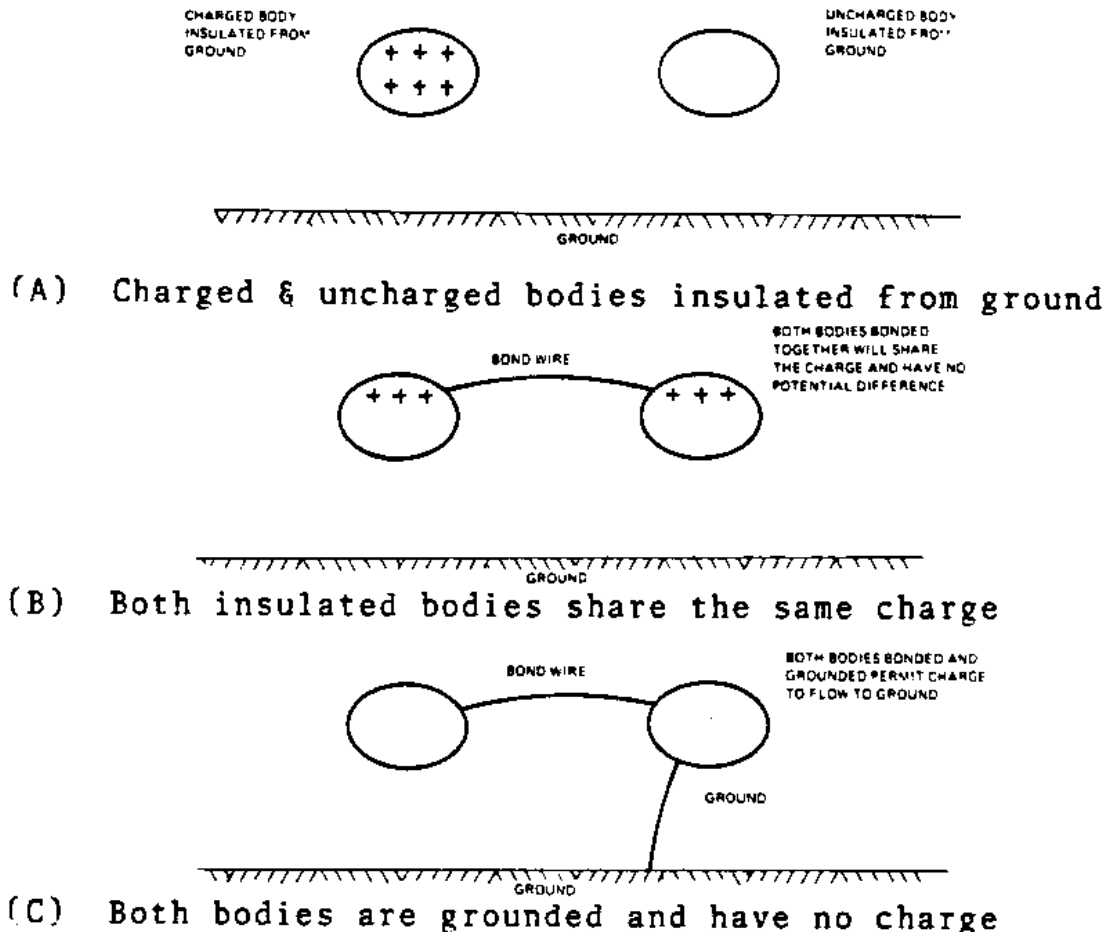 CHARGED BODY
INSULATED FROM
GROUND
UNCHARGED BODY
INSULATED FROM
GROUND
+ + +
+ + +
GROUND
(A) Charged & uncharged bodies insulated from ground
BOTH BODIES BONDED
TOGETHER WILL SHARE
THE CHARGE AND HAVE NO
POTENTIAL DIFFERENCE
BOND WIRE
+ + +
+ + +
GROUND
(B) Both insulated bodies share the same charge
BOTH BODIES BONDED AND
GROUNDED PERMIT CHARGE
TO FLOW TO GROUND
BOND WIRE
GROUND
GROUND
(C) Both bodies are grounded and have no charge